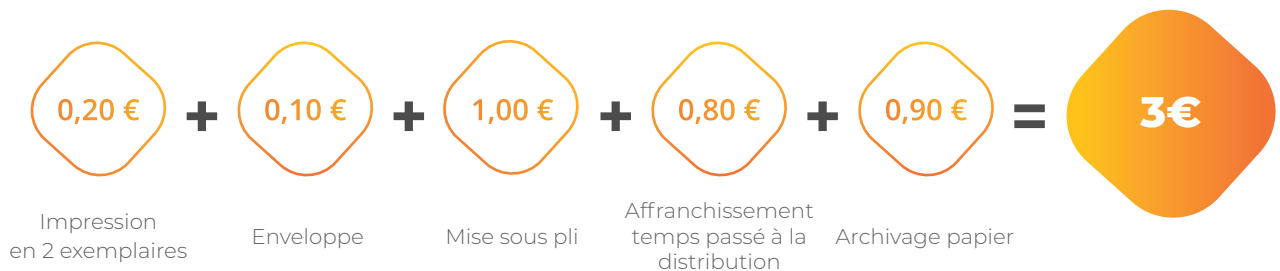 0,20 € + 0,10 € + 1,00 € + 0,80 € + 0,90 € = 3€
Impression
en 2 exemplaires
Enveloppe
Mise sous pli
Affranchissement
temps passé à la
distribution
Archivage papier